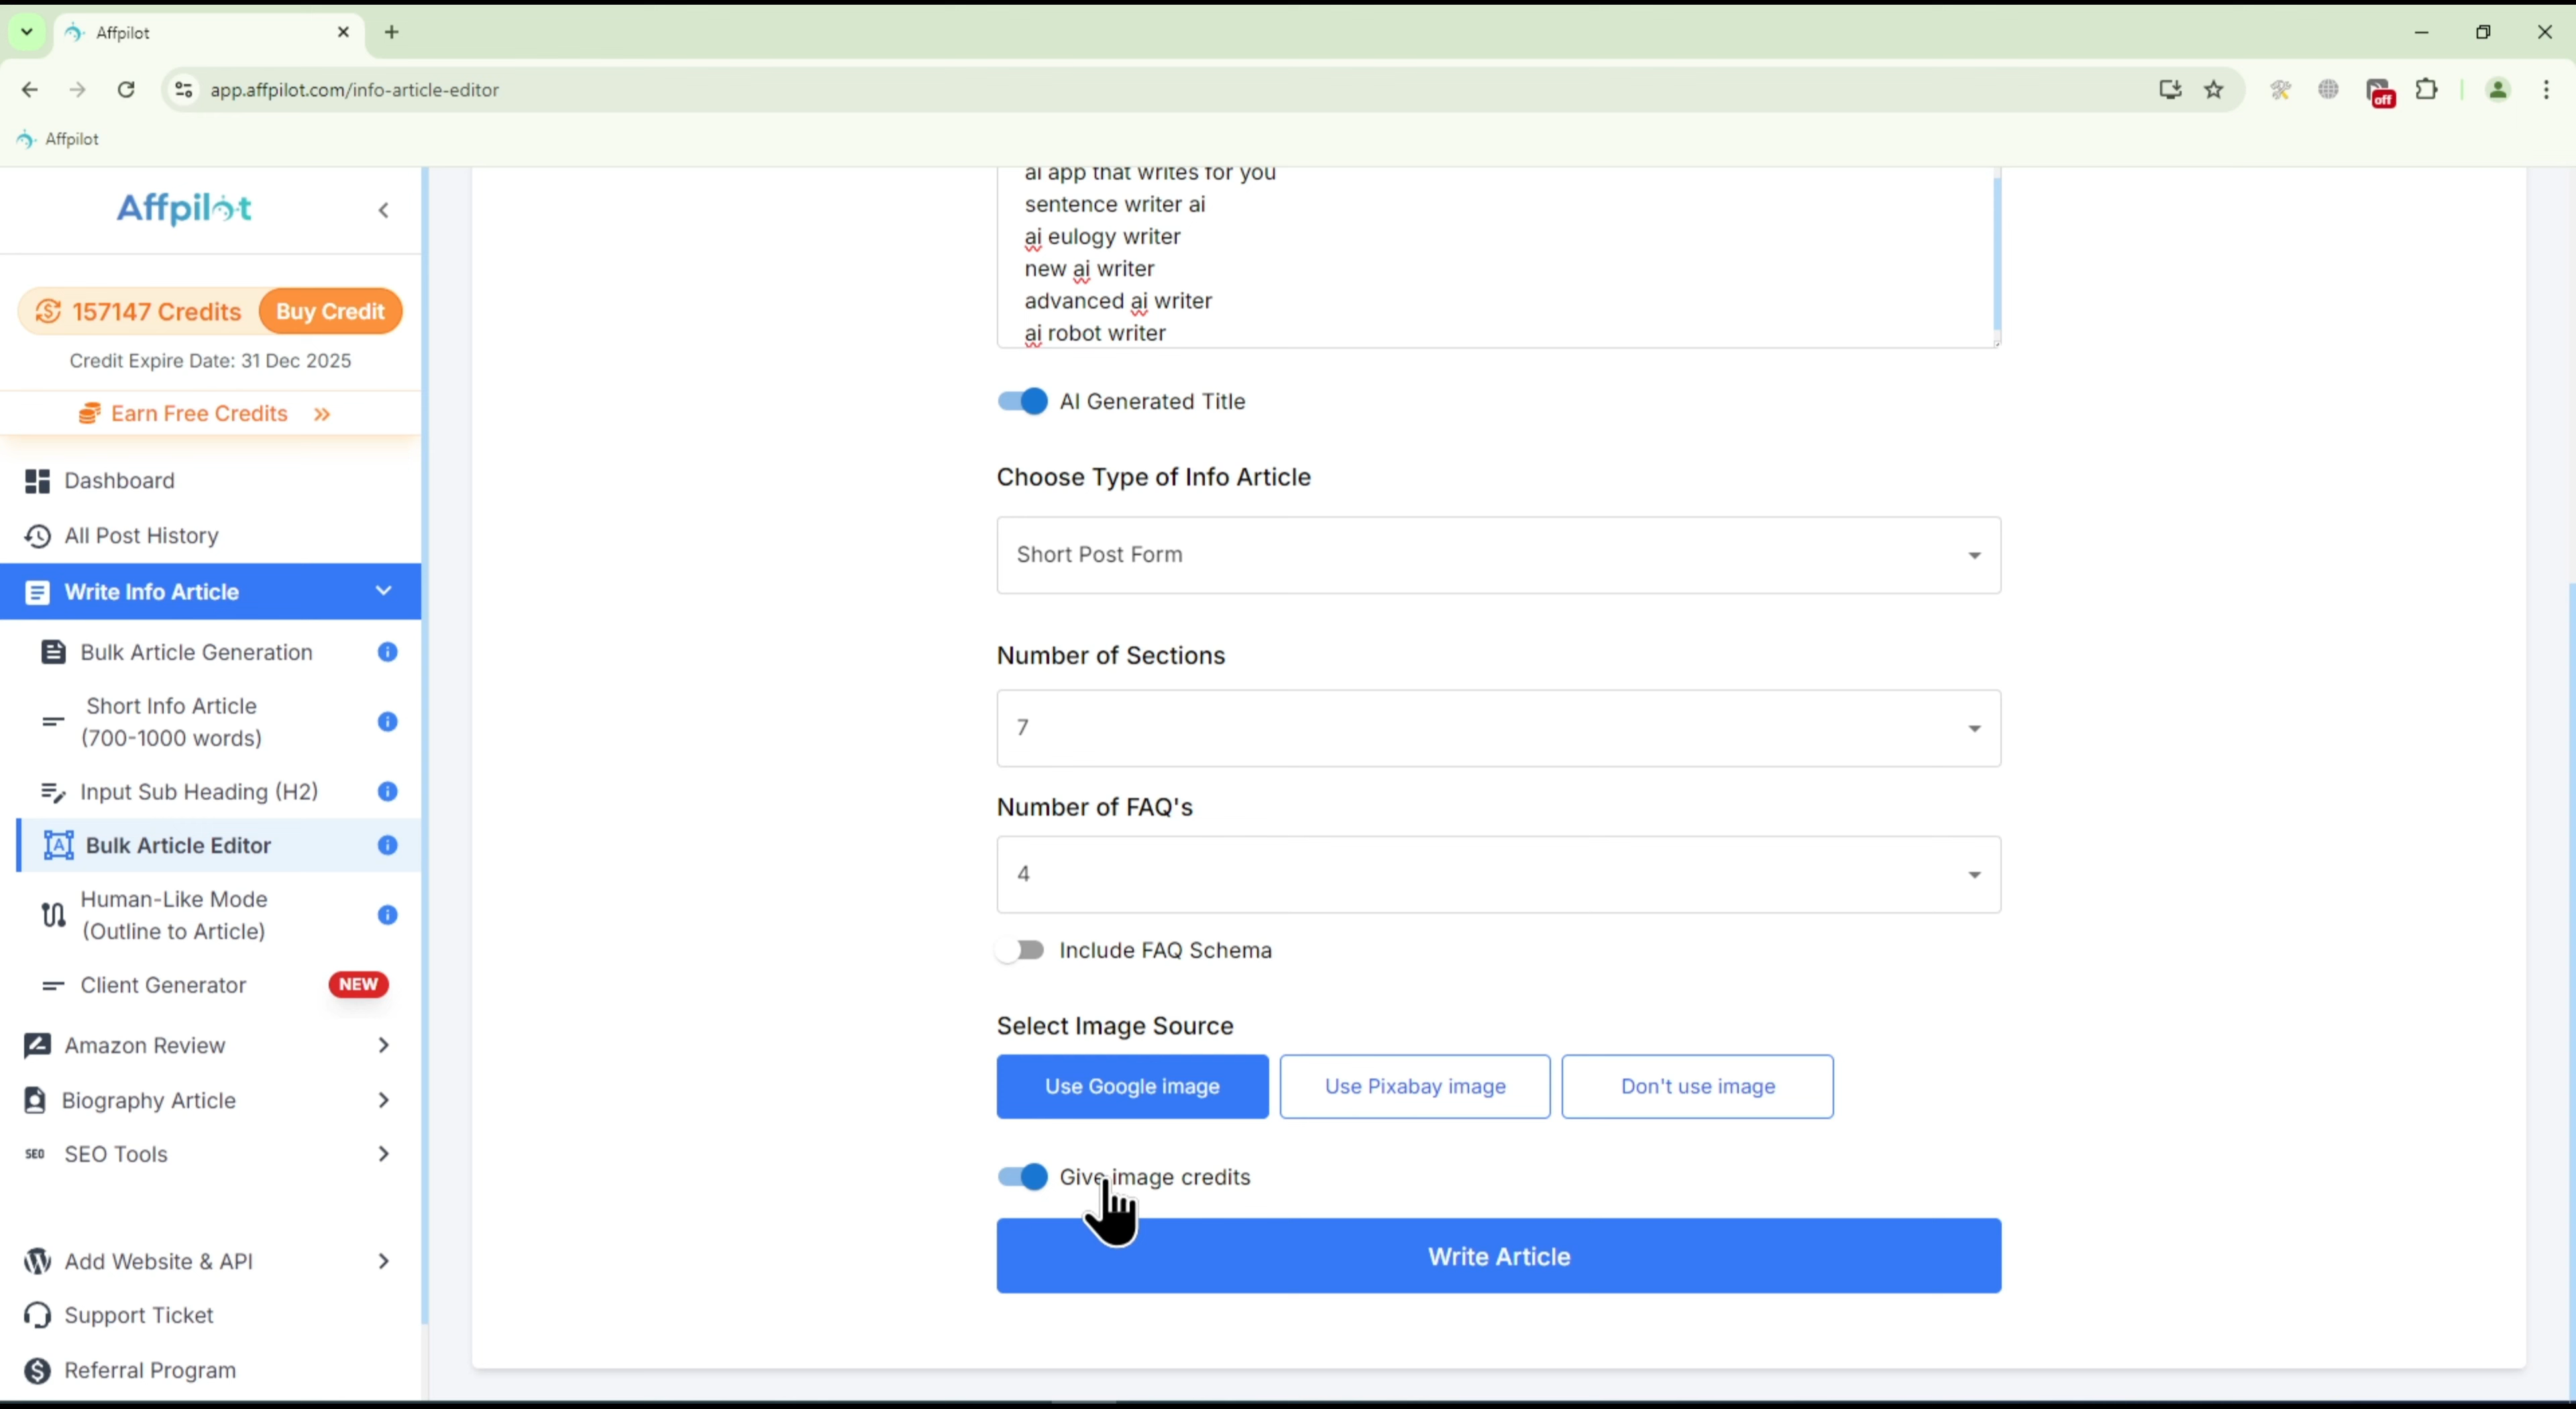 Affpilot
app.affpilot.com/info-article-editor
off
Affpilot
Affpilot
157147 Credits
Buy Credit
Credit Expire Date: 31 Dec 2025
Earn Free Credits
Dashboard
All Post History
Write Info Article
Bulk Article Generation
Short Info Article
(700-1000 words)
Input Sub Heading (H2)
Bulk Article Editor
Human-Like Mode
(Outline to Article)
Client Generator
NEW
Amazon Review
Biography Article
SEO
SEO Tools
Add Website & API
Support Ticket
Referral Program
ai app that writes for you
sentence writer ai
ai eulogy writer
new ai writer
advanced ai writer
ai robot writer
AI Generated Title
Choose Type of Info Article
Short Post Form
Number of Sections
7
Number of FAQ's
4
Include FAQ Schema
Select Image Source
Use Google image
Use Pixabay image
Don't use image
Give image credits
Write Article